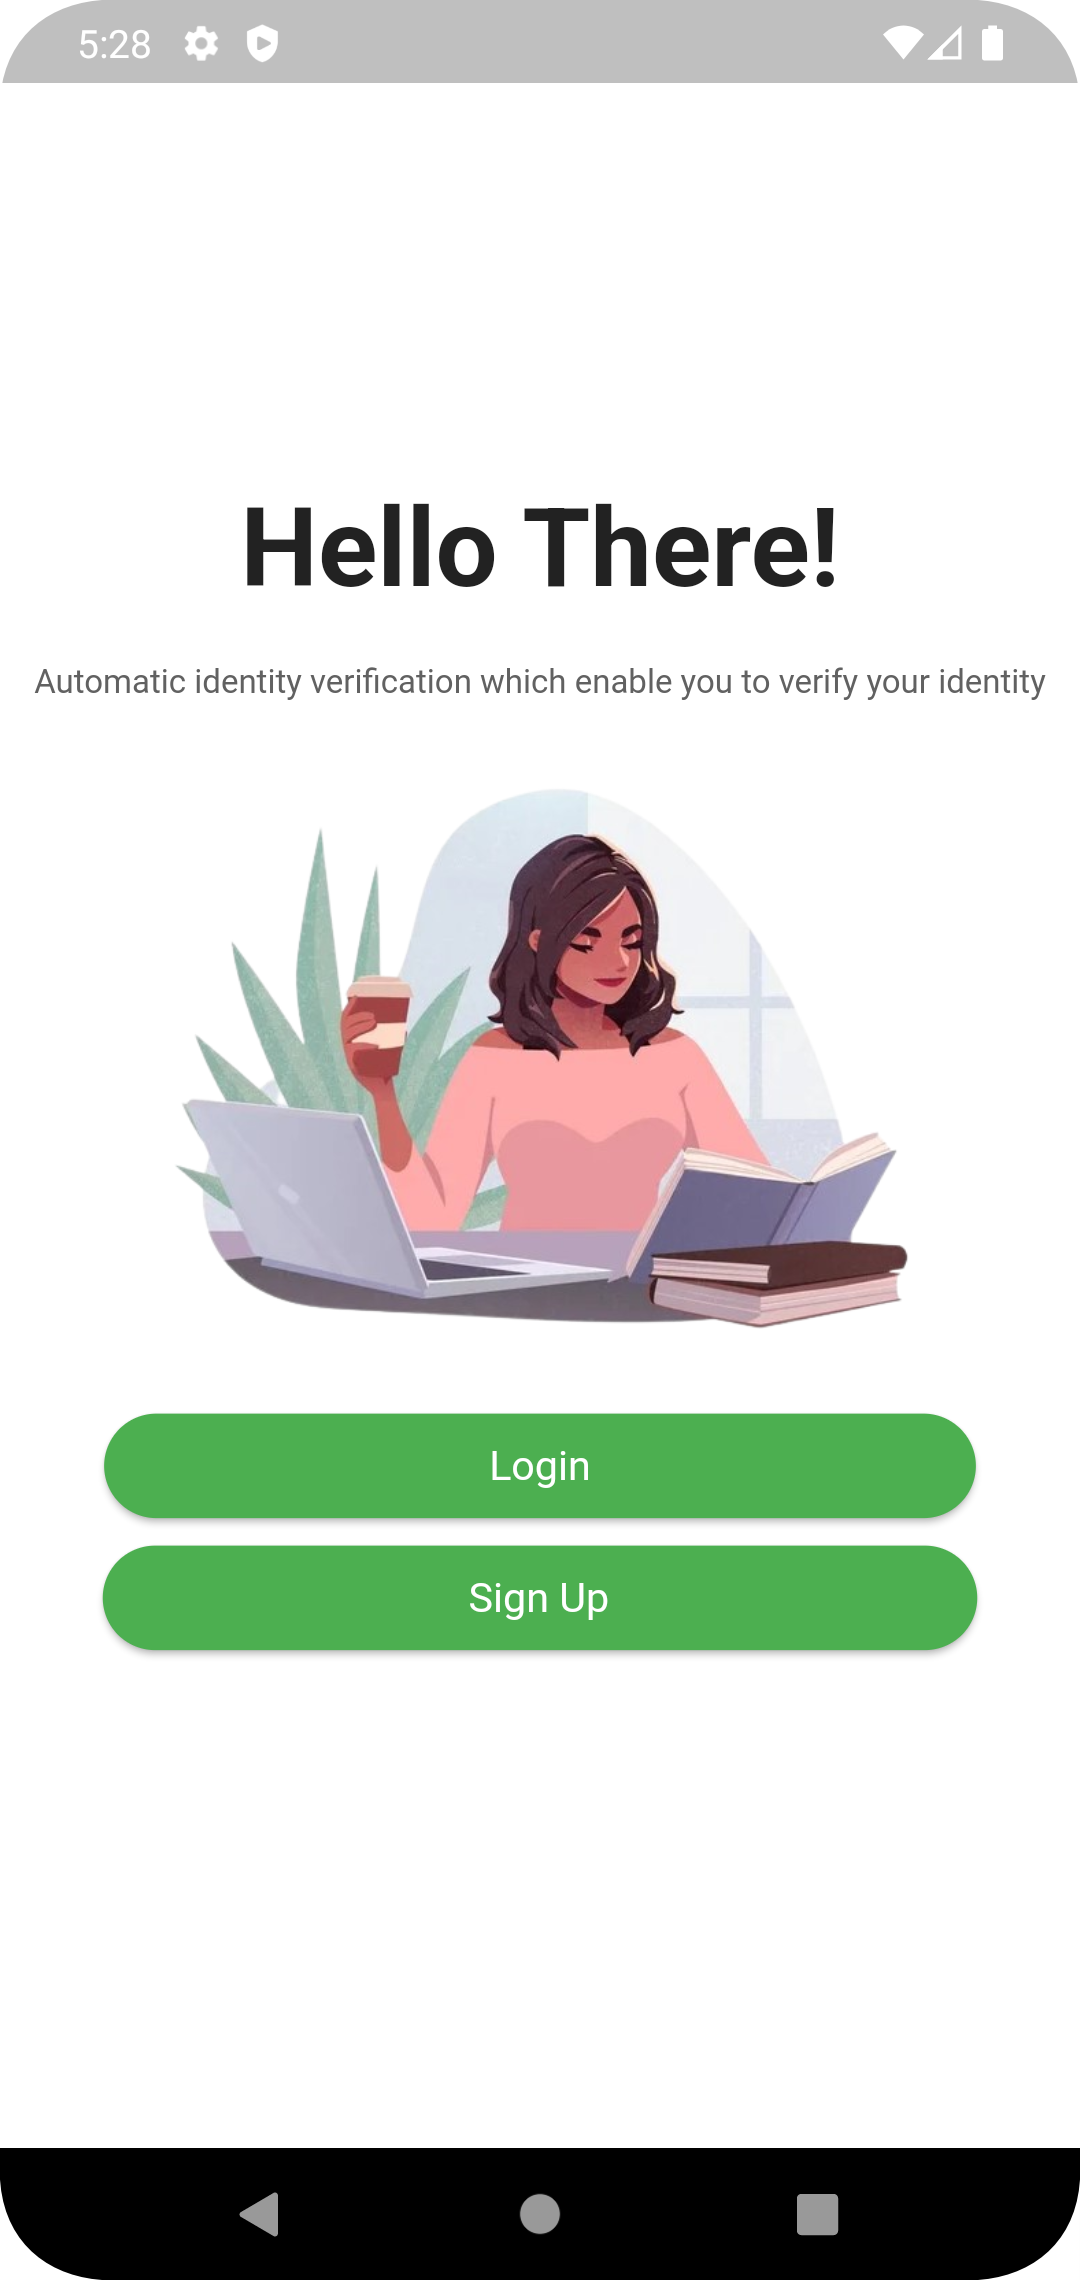 5:28
Hello There!
Automatic identity verification which enable you to verify your identity
Login
Sign Up